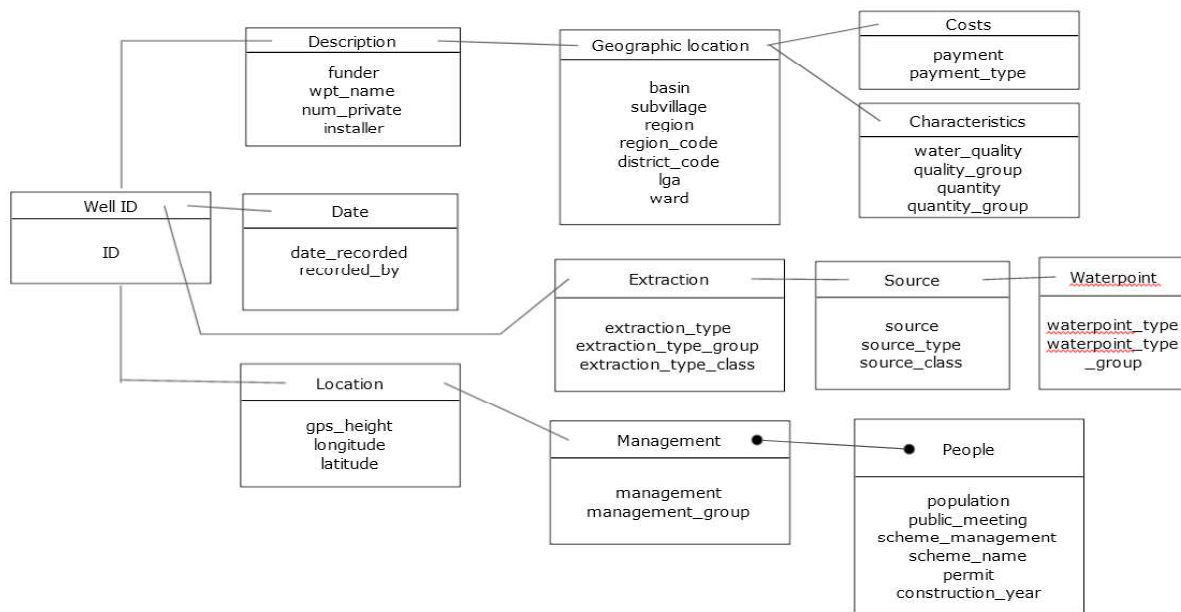 Description
funder
wpt_name
num_private
installer
Geographic location
basin
subvillage
region
region_code
district_code
lga
ward
Costs
payment
payment_type
Characteristics
water_quality
quality_group
quantity
quantity_group
Well ID
ID
Date
date_recorded
recorded_by
Extraction
extraction_type
extraction_type_group
extraction_type_class
Source
source
source_type
source_class
Waterpoint
waterpoint_type
waterpoint_type
_group
Location
gps_height
longitude
latitude
Management
management
management_group
People
population
public_meeting
scheme_management
scheme_name
permit
construction_year